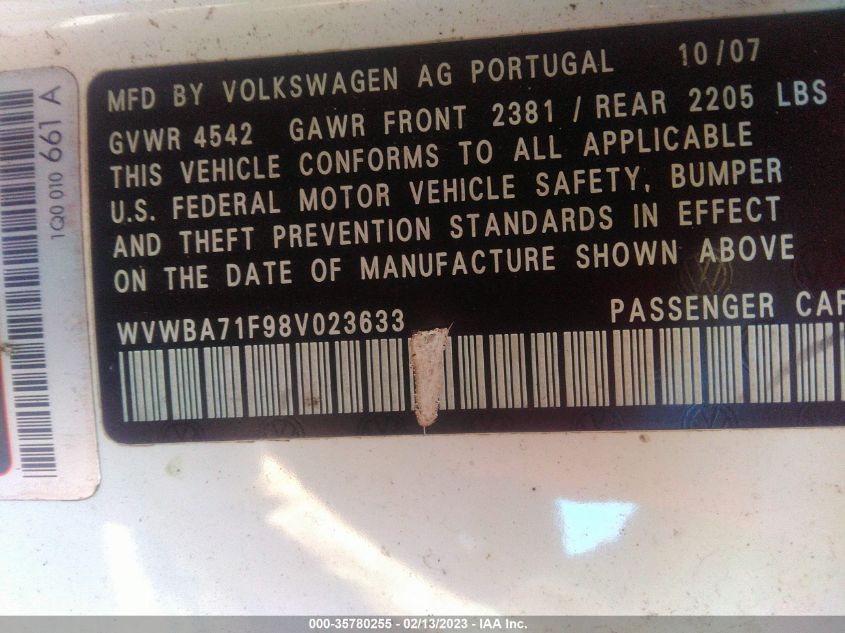 MFD BY VOLKSWAGEN AG PORTUGAL 10/07
GVWR 4542 GAWR FRONT 2381 / REAR 2205 LBS
THIS VEHICLE CONFORMS TO ALL APPLICABLE
U.S. FEDERAL MOTOR VEHICLE SAFETY, BUMPER
AND THEFT PREVENTION STANDARDS IN EFFECT
ON THE DATE OF MANUFACTURE SHOWN ABOVE
WVWBA71F98V023633 PASSENGER CAR
1Q0 010 661 A
000-35780255 - 02/13/2023 - IAA Inc.